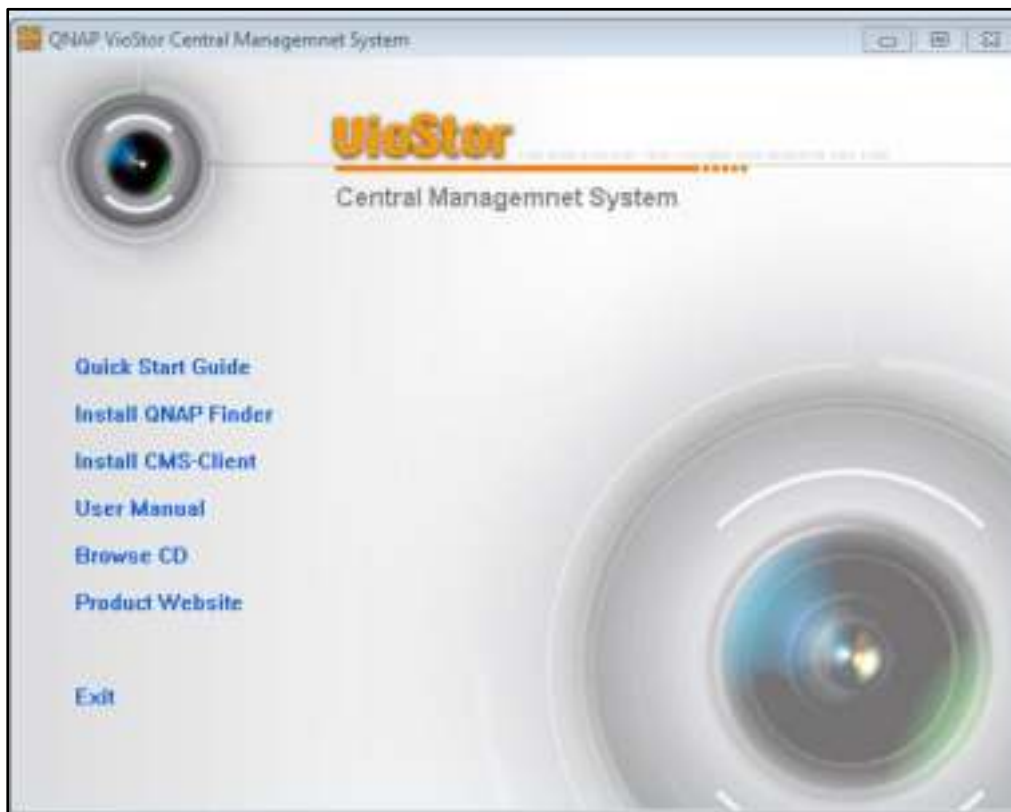 QNAP VioStor Central Managemnet System
VioStor
Central Managemnet System
Quick Start Guide
Install QNAP Finder
Install CMS-Client
User Manual
Browse CD
Product Website
Exit